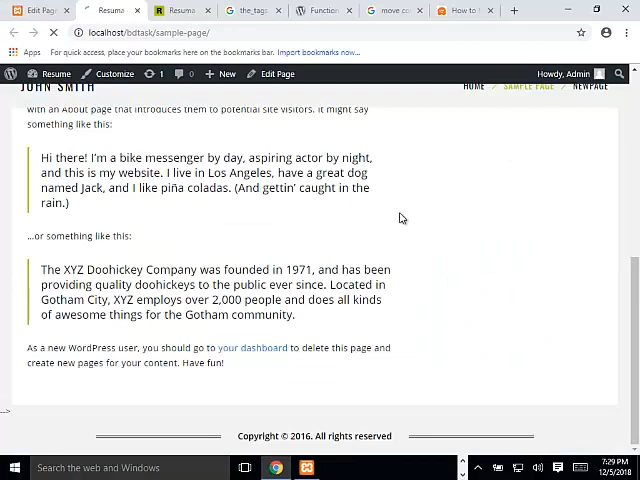 Edit Page
Resuma
Resuma
the_tags
Function
move co
How to I
localhost/bdtask/sample-page/
Apps For quick access, place your bookmarks here on the bookmarks bar. Import bookmarks now...
Resume Customize 1 0 New Edit Page Howdy, Admin
JOHN SMITH HOME / SAMPLE PAGE / NEWPAGE
with an About page that introduces them to potential site visitors. It might say
something like this:
Hi there! I'm a bike messenger by day, aspiring actor by night,
and this is my website. I live in Los Angeles, have a great dog
named Jack, and I like piña coladas. (And gettin' caught in the
rain.)
...or something like this:
The XYZ Doohickey Company was founded in 1971, and has been
providing quality doohickeys to the public ever since. Located in
Gotham City, XYZ employs over 2,000 people and does all kinds
of awesome things for the Gotham community.
As a new WordPress user, you should go to your dashboard to delete this page and
create new pages for your content. Have fun!
-->
Copyright © 2016. All rights reserved
Search the web and Windows
7:29 PM
12/5/2018